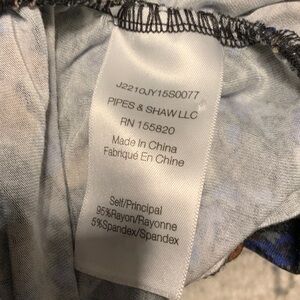 J2210JY15S0077
PIPES & SHAW LLC
RN 155820
Made In China
Fabriqué En Chine
Self/Principal
95%Rayon/Rayonne
5%Spandex/Spandex